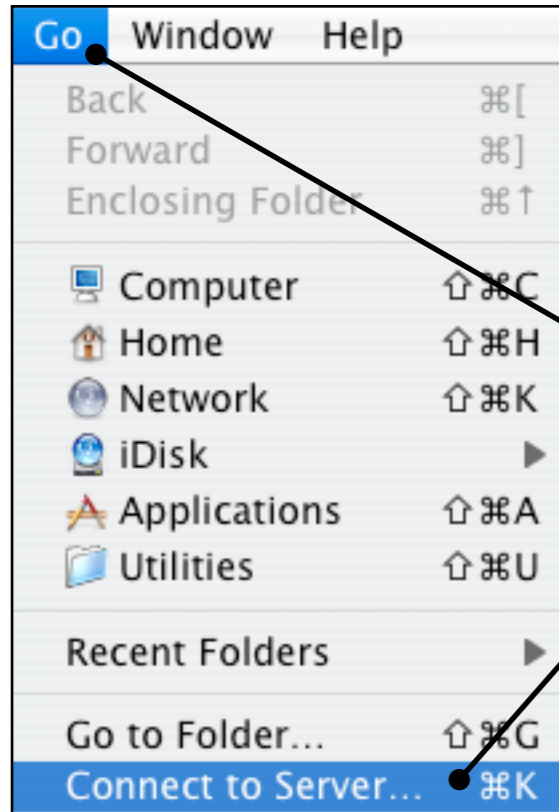 Go Window Help
Back ⌘[
Forward ⌘]
Enclosing Folder ⌘↑
Computer ⇧⌘C
Home ⇧⌘H
Network ⇧⌘K
iDisk ▶
Applications ⇧⌘A
Utilities ⇧⌘U
Recent Folders ▶
Go to Folder... ⇧⌘G
Connect to Server... ⌘K